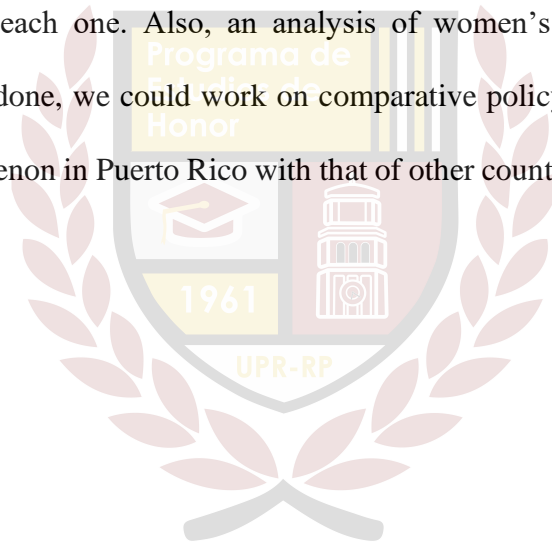 each one. Also, an analysis of women's
done, we could work on comparative policy
enon in Puerto Rico with that of other count
Programa de
Estudios de
Honor
1961
UPR-RP